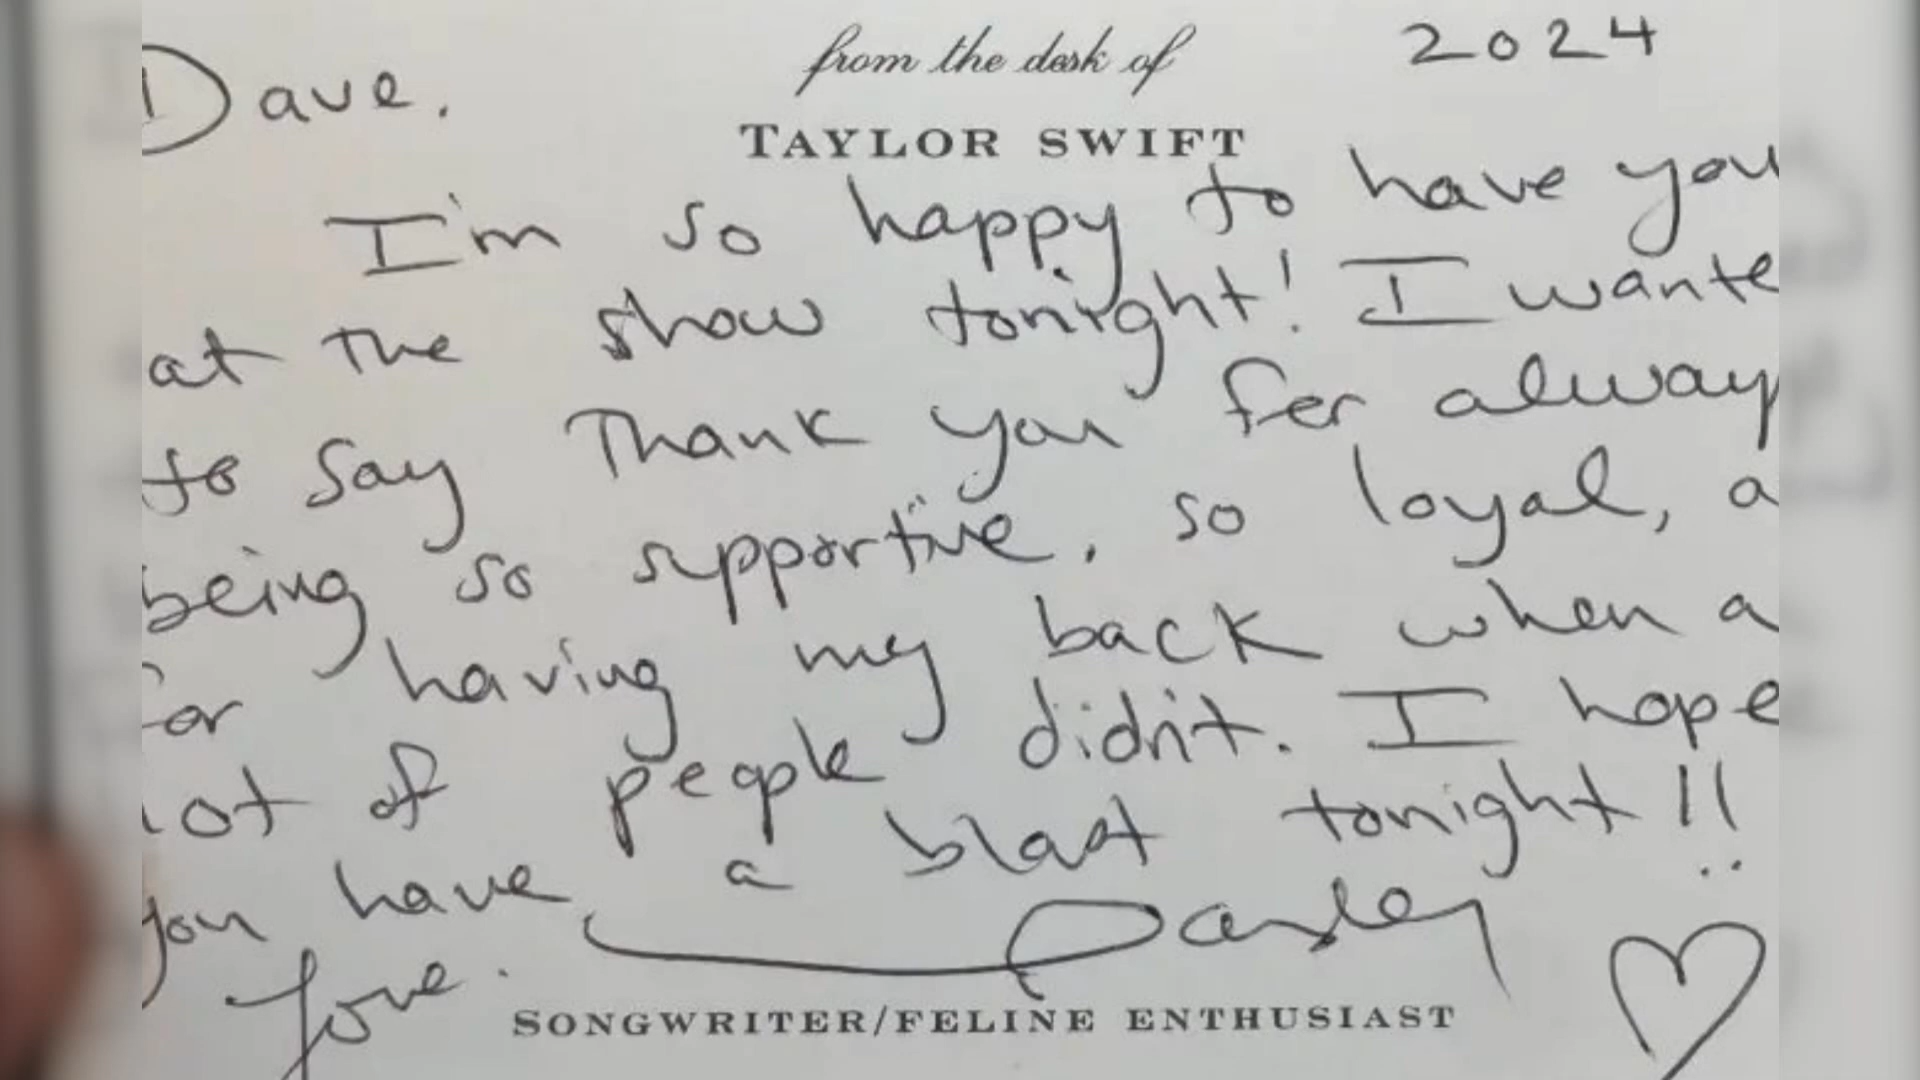 from the desk of
2024
Dave.
TAYLOR SWIFT
I'm so happy to have you
at the show tonight! I wante
to say Thank you for always
being so supportive, so loyal, a
for having my back when a
lot of people didn't. I hope
you have a blast tonight!!
Love.
SONGWRITER/FELINE ENTHUSIAST